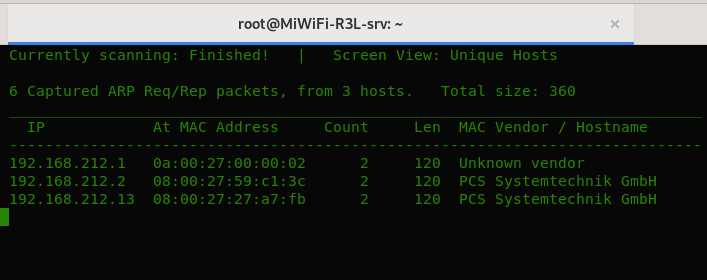 root@MiWiFi-R3L-srv: ~ ×
Currently scanning: Finished!   |   Screen View: Unique Hosts
6 Captured ARP Req/Rep packets, from 3 hosts.   Total size: 360
_____________________________________________________________________________
  IP            At MAC Address     Count     Len  MAC Vendor / Hostname
-----------------------------------------------------------------------------
192.168.212.1   0a:00:27:00:00:02      2     120  Unknown vendor
192.168.212.2   08:00:27:59:c1:3c      2     120  PCS Systemtechnik GmbH
192.168.212.13  08:00:27:27:a7:fb      2     120  PCS Systemtechnik GmbH